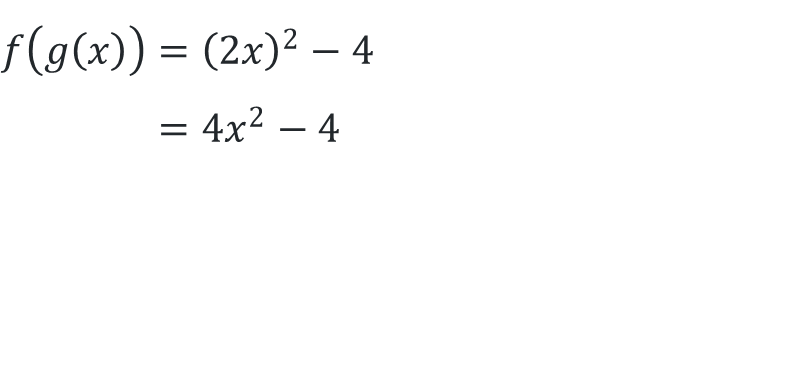 f(g(x)) = (2x)² − 4
= 4x² − 4